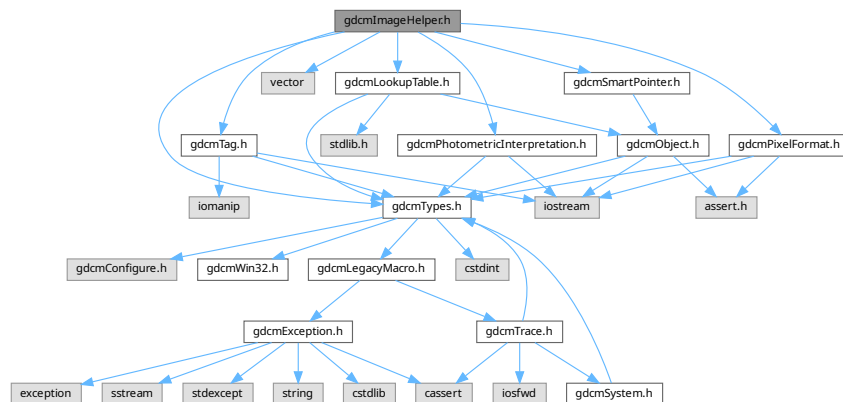 gdcmImageHelper.h
vector
gdcmLookupTable.h
gdcmSmartPointer.h
gdcmTag.h
stdlib.h
gdcmPhotometricInterpretation.h
gdcmObject.h
gdcmPixelFormat.h
iomanip
gdcmTypes.h
iostream
assert.h
gdcmConfigure.h
gdcmWin32.h
gdcmLegacyMacro.h
cstdint
gdcmException.h
gdcmTrace.h
exception
sstream
stdexcept
string
cstdlib
cassert
iosfwd
gdcmSystem.h